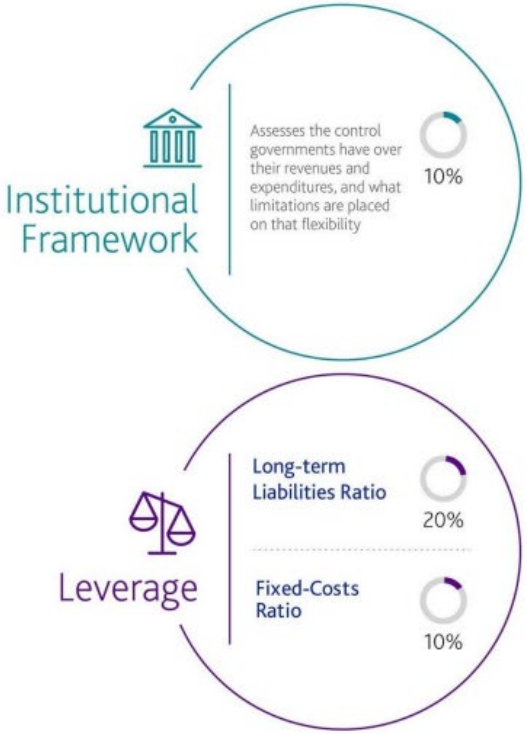 Institutional
Framework
Assesses the control
governments have over
their revenues and
expenditures, and what
limitations are placed
on that flexibility
10%
Leverage
Long-term
Liabilities Ratio
20%
Fixed-Costs
Ratio
10%